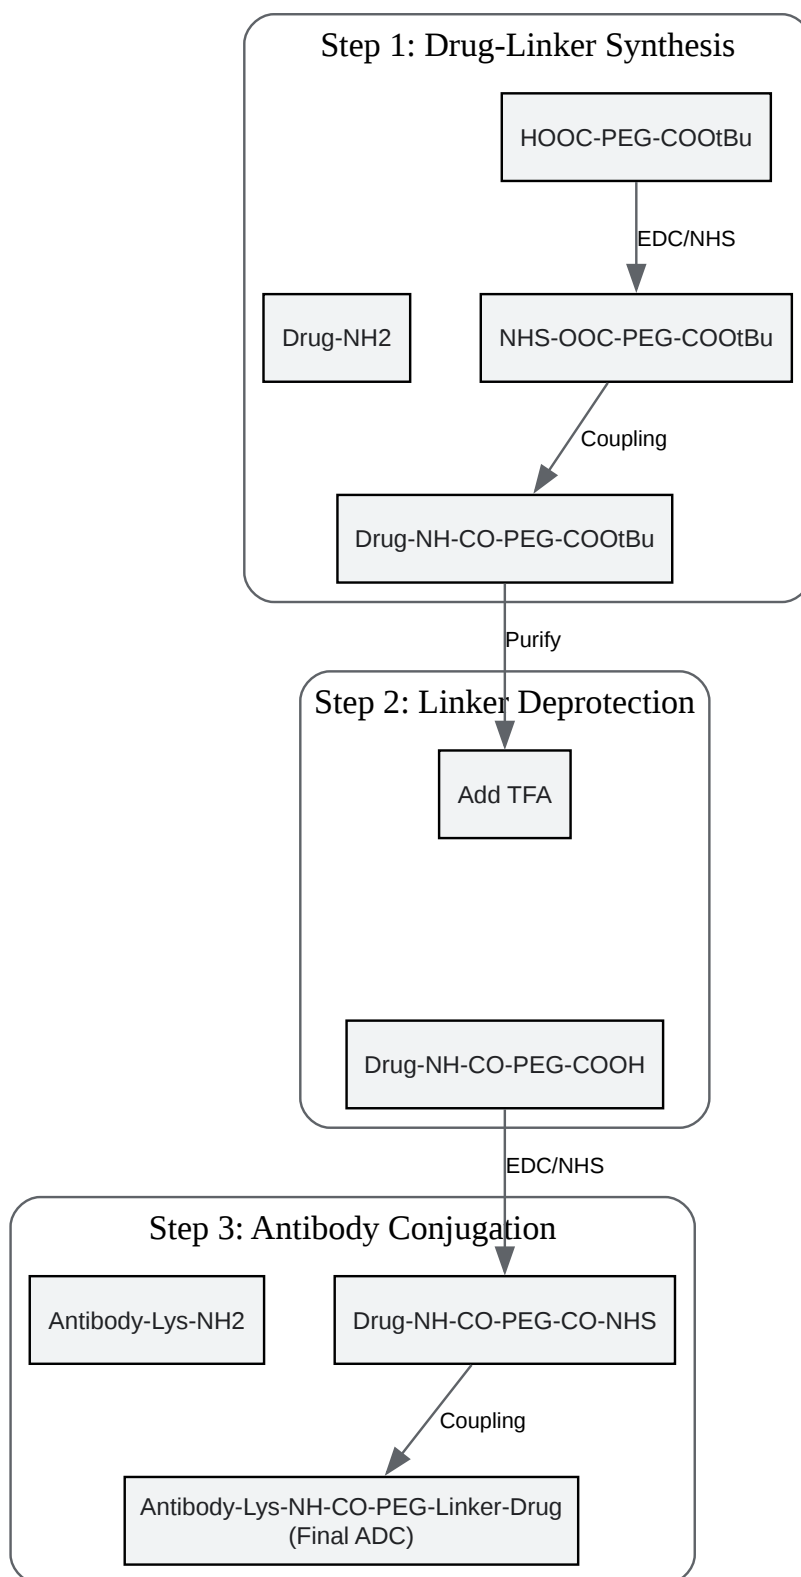 Step 1: Drug-Linker Synthesis
HOOC-PEG-COOtBu
EDC/NHS
Drug-NH2
NHS-OOC-PEG-COOtBu
Coupling
Drug-NH-CO-PEG-COOtBu
Purify
Step 2: Linker Deprotection
Add TFA
Drug-NH-CO-PEG-COOH
EDC/NHS
Step 3: Antibody Conjugation
Antibody-Lys-NH2
Drug-NH-CO-PEG-CO-NHS
Coupling
Antibody-Lys-NH-CO-PEG-Linker-Drug
(Final ADC)